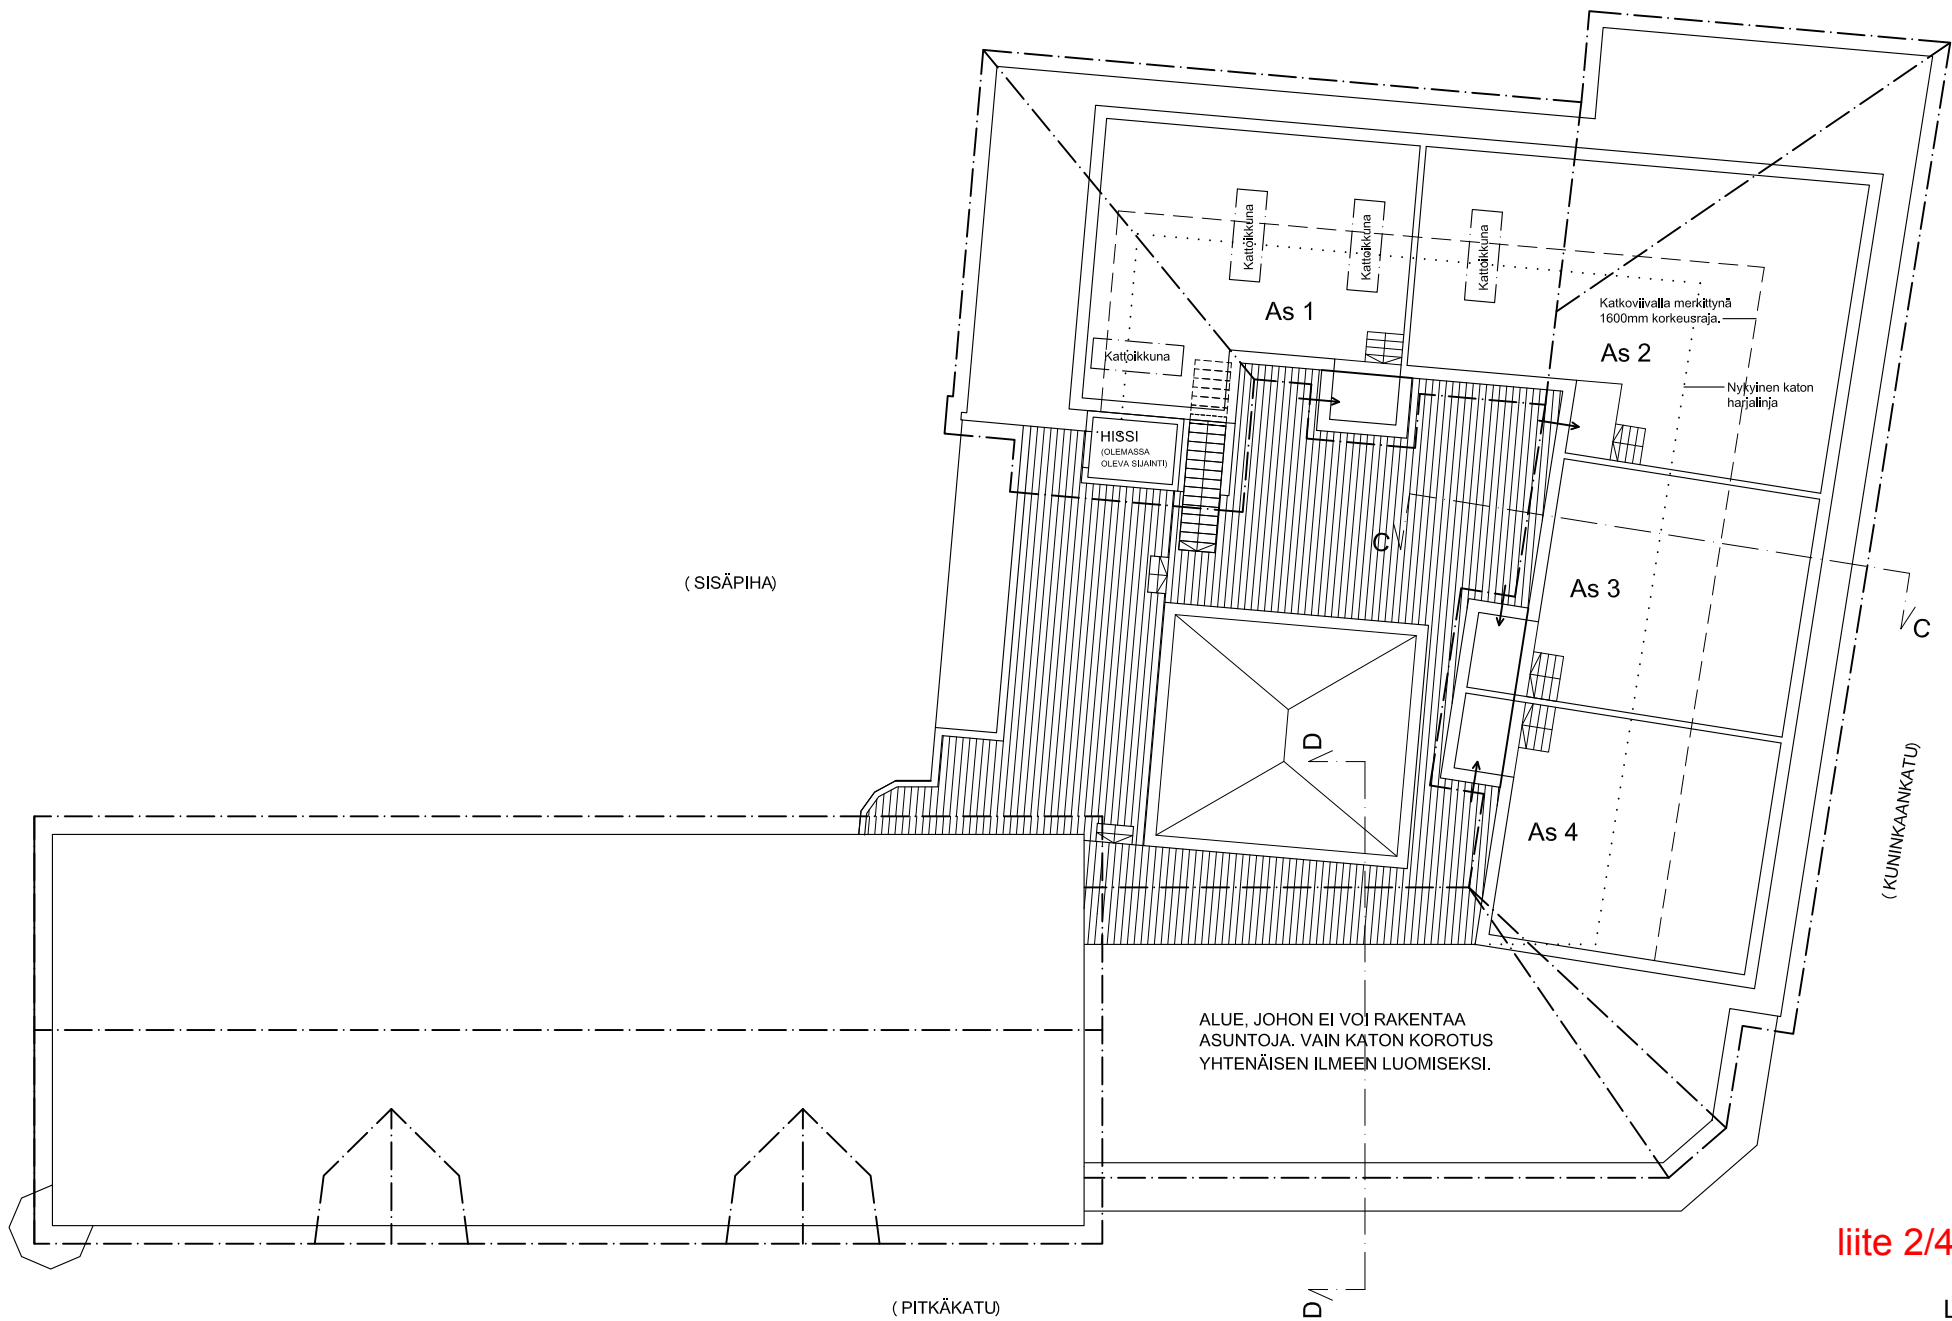 Kattoikkuna
Kattoikkuna
Kattoikkuna
As 1
Katkoviivalla merkittynä
1600mm korkeusraja.
As 2
Kattoikkuna
Nykyinen katon
harjalinja
HISSI
(OLEMASSA
OLEVA SIJAINTI)
C
( SISÄPIHA)
As 3
C
D
As 4
( KUNINKAANKATU)
ALUE, JOHON EI VOI RAKENTAA
ASUNTOJA. VAIN KATON KOROTUS
YHTENÄISEN ILMEEN LUOMISEKSI.
liite 2/4
( PITKÄKATU)
D
L